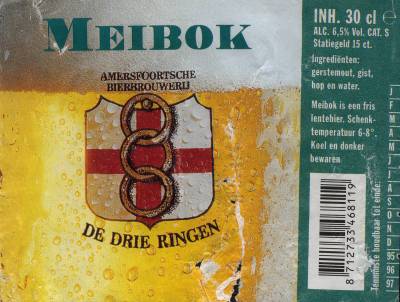 MEIBOK
AMERSFOORTSCHE
BIERBROUWERIJ
DE DRIE RINGEN
INH. 30 cl e
ALC. 6,5% Vol. CAT. S
Statiegeld 15 ct.
Ingrediënten:
gerstemout, gist,
hop en water.
Meibok is een fris
lentebier. Schenk-
temperatuur 6-8°.
Koel en donker
bewaren
8 712733 468119
Tenminste houdbaar tot einde:
J
F
M
A
M
J
J
A
S
O
N
D
95
96
97